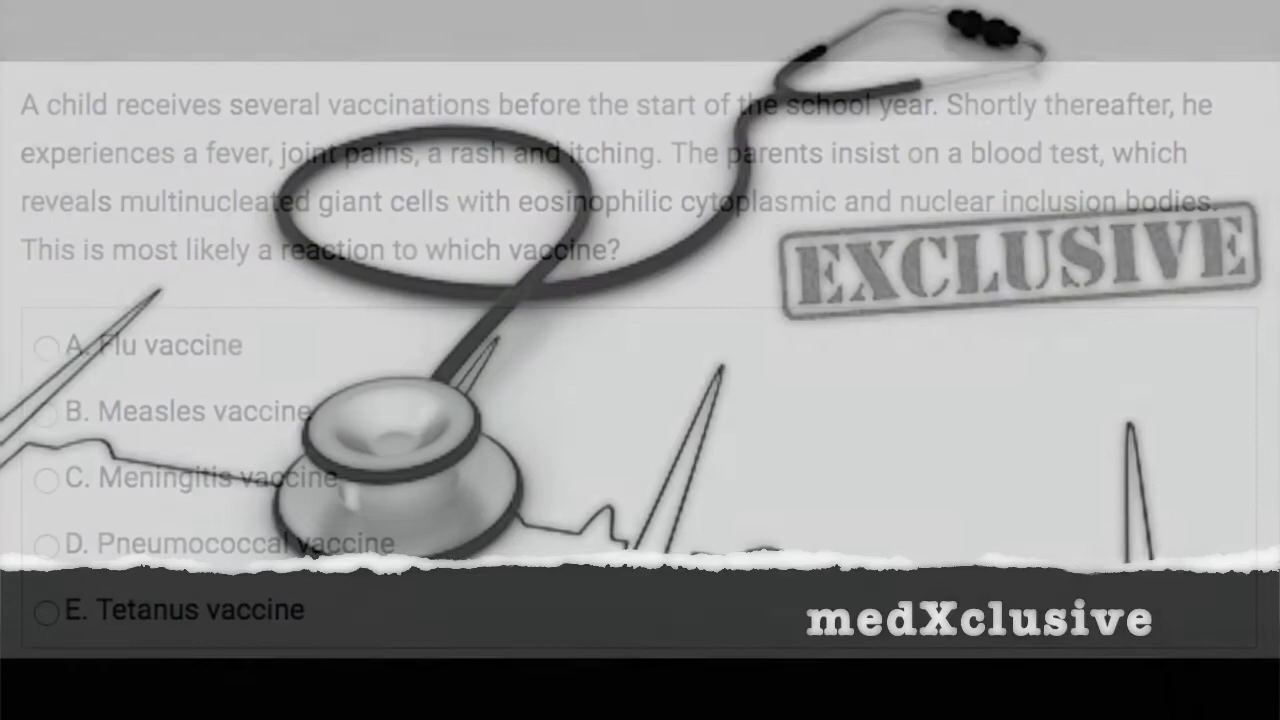 A child receives several vaccinations before the start of the school year. Shortly thereafter, he
experiences a fever, joint pains, a rash and itching. The parents insist on a blood test, which
reveals multinucleated giant cells with eosinophilic cytoplasmic and nuclear inclusion bodies.
This is most likely a reaction to which vaccine?
EXCLUSIVE
A. Flu vaccine
B. Measles vaccine
C. Meningitis vaccine
D. Pneumococcal vaccine
E. Tetanus vaccine
medXclusive